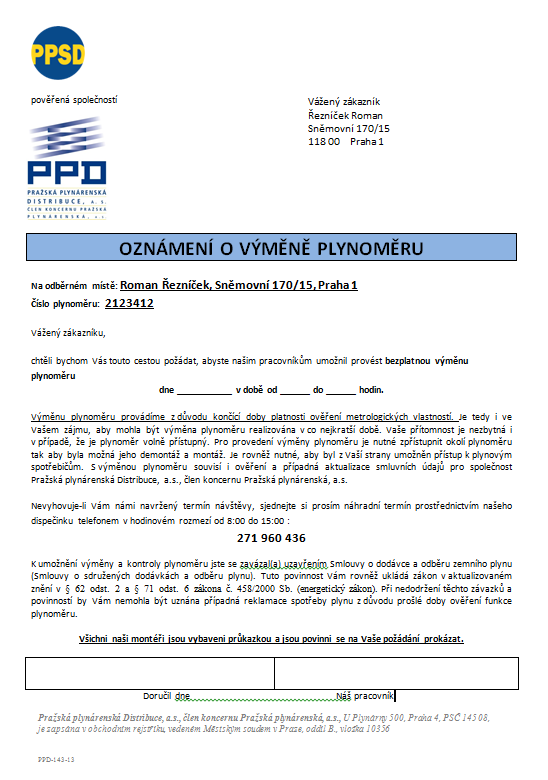 PPSD
pověřená společností
Vážený zákazník
Řezníček Roman
Sněmovní 170/15
118 00 Praha 1
PPD
PRAŽSKÁ PLYNÁRENSKÁ
DISTRIBUCE, a. s.
ČLEN KONCERNU PRAŽSKÁ
PLYNÁRENSKÁ, a. s.
OZNÁMENÍ O VÝMĚNĚ PLYNOMĚRU
Na odběrném místě: Roman Řezníček, Sněmovní 170/15, Praha 1
Číslo plynoměru: 2123412
Vážený zákazníku,
chtěli bychom Vás touto cestou požádat, abyste našim pracovníkům umožnil provést bezplatnou výměnu
plynoměru
dne ____________ v době od ______ do ______ hodin.
Výměnu plynoměru provádíme z důvodu končící doby platnosti ověření metrologických vlastností. Je tedy i ve
Vašem zájmu, aby mohla být výměna plynoměru realizována v co nejkratší době. Vaše přítomnost je nezbytná i
v případě, že je plynoměr volně přístupný. Pro provedení výměny plynoměru je nutné zpřístupnit okolí plynoměru
tak aby byla možná jeho demontáž a montáž. Je rovněž nutné, aby byl z Vaší strany umožněn přístup k plynovým
spotřebičům. S výměnou plynoměru souvisí i ověření a případná aktualizace smluvních údajů pro společnost
Pražská plynárenská Distribuce, a.s., člen koncernu Pražská plynárenská, a.s.
Nevyhovuje-li Vám námi navržený termín návštěvy, sjednejte si prosím náhradní termín prostřednictvím našeho
dispečinku telefonem v hodinovém rozmezí od 8:00 do 15:00 :
271 960 436
K umožnění výměny a kontroly plynoměru jste se zavázal(a) uzavřením Smlouvy o dodávce a odběru zemního plynu
(Smlouvy o sdružených dodávkách a odběru plynu). Tuto povinnost Vám rovněž ukládá zákon v aktualizovaném
znění v § 62 odst. 2 a § 71 odst. 6 zákona č. 458/2000 Sb. (energetický zákon). Při nedodržení těchto závazků a
povinností by Vám nemohla být uznána případná reklamace spotřeby plynu z důvodu prošlé doby ověření funkce
plynoměru.
Všichni naši montéři jsou vybaveni průkazkou a jsou povinni se na Vaše požádání prokázat.
Doručil dne Náš pracovník
Pražská plynárenská Distribuce, a.s., člen koncernu Pražská plynárenská, a.s., U Plynárny 500, Praha 4, PSČ 145 08,
je zapsána v obchodním rejstříku, vedeném Městským soudem v Praze, oddíl B., vložka 10356
PPD-143-13